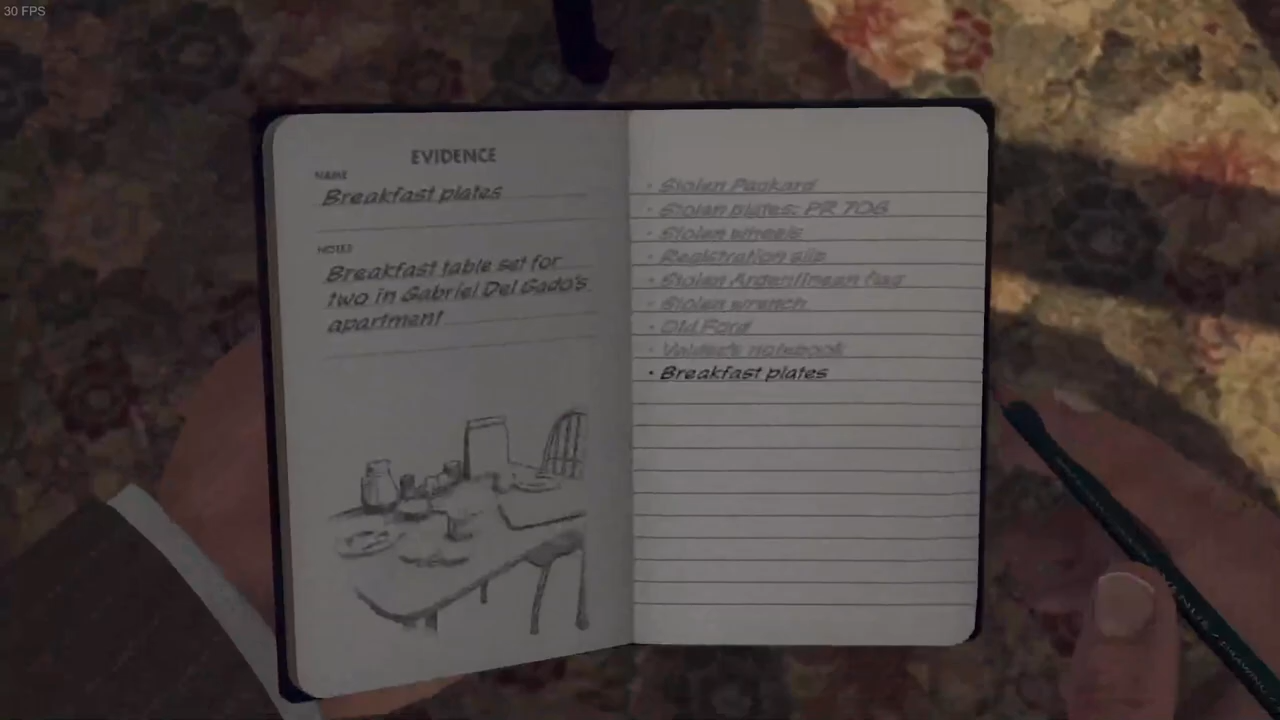 30 FPS
EVIDENCE
NAME
Breakfast plates
NOTES
Breakfast table set for
two in Gabriel Del Gado's
apartment
· Stolen Packard
· Stolen plates: PR 706
· Stolen wheels
· Registration slip
· Stolen Argentinean flag
· Stolen wrench
· Old Ford
· Valdez's notebook
· Breakfast plates